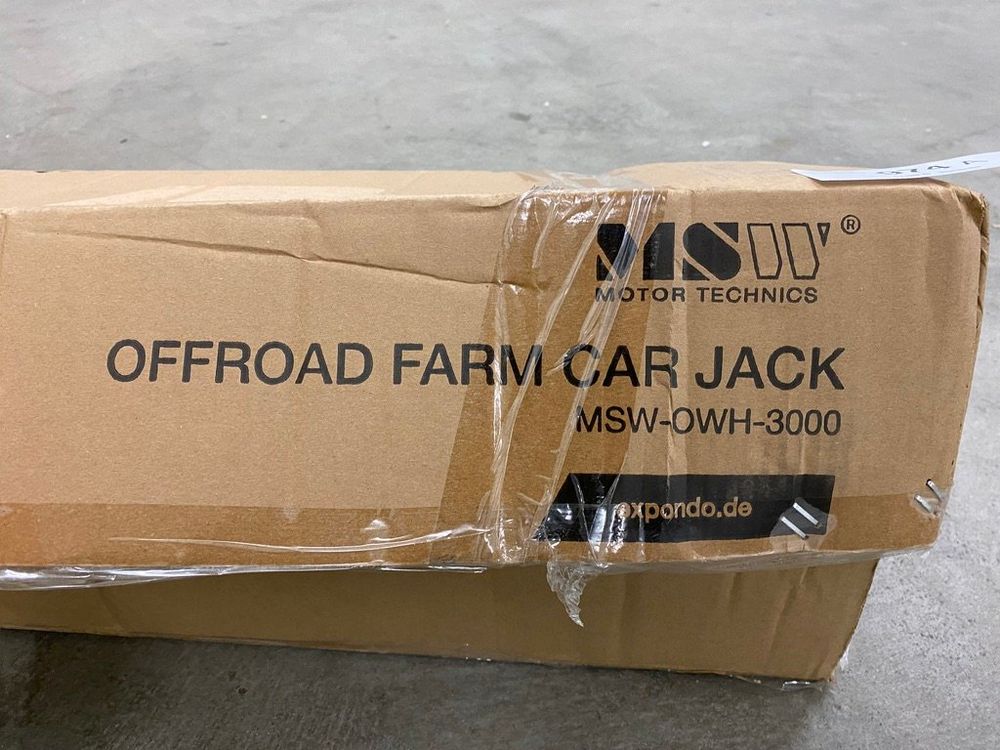 MSW®
MOTOR TECHNICS
OFFROAD FARM CAR JACK
MSW-OWH-3000
expondo.de